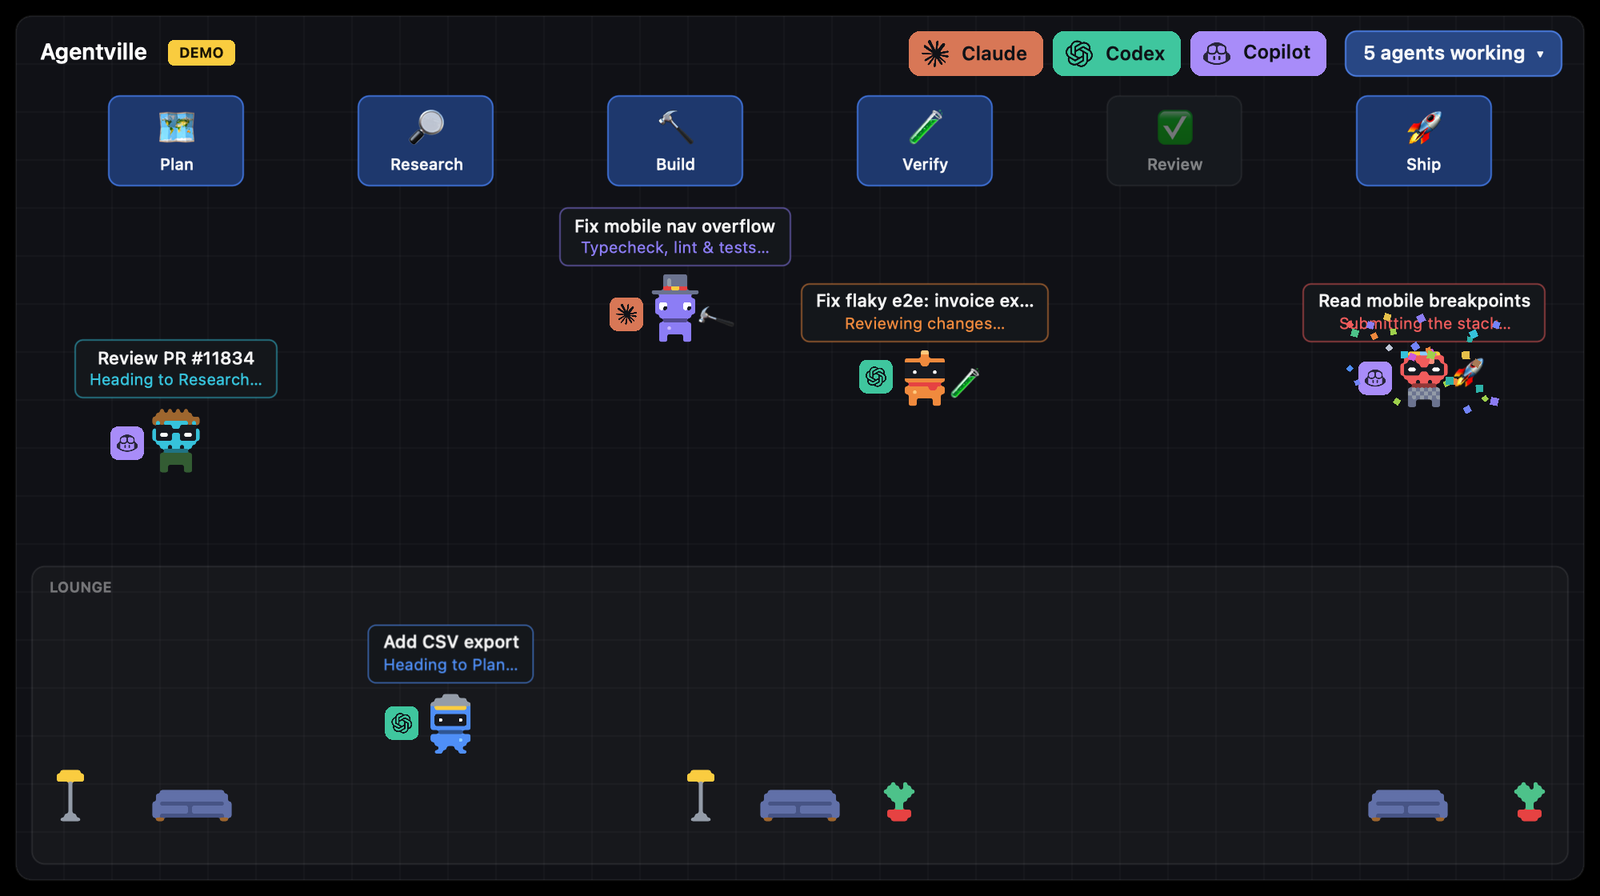 Agentville
DEMO
Claude
Codex
Copilot
5 agents working
Plan
Research
Build
Verify
Review
Ship
Fix mobile nav overflow
Typecheck, lint & tests...
Fix flaky e2e: invoice ex...
Reviewing changes...
Read mobile breakpoints
Submitting the stack...
Review PR #11834
Heading to Research...
LOUNGE
Add CSV export
Heading to Plan...